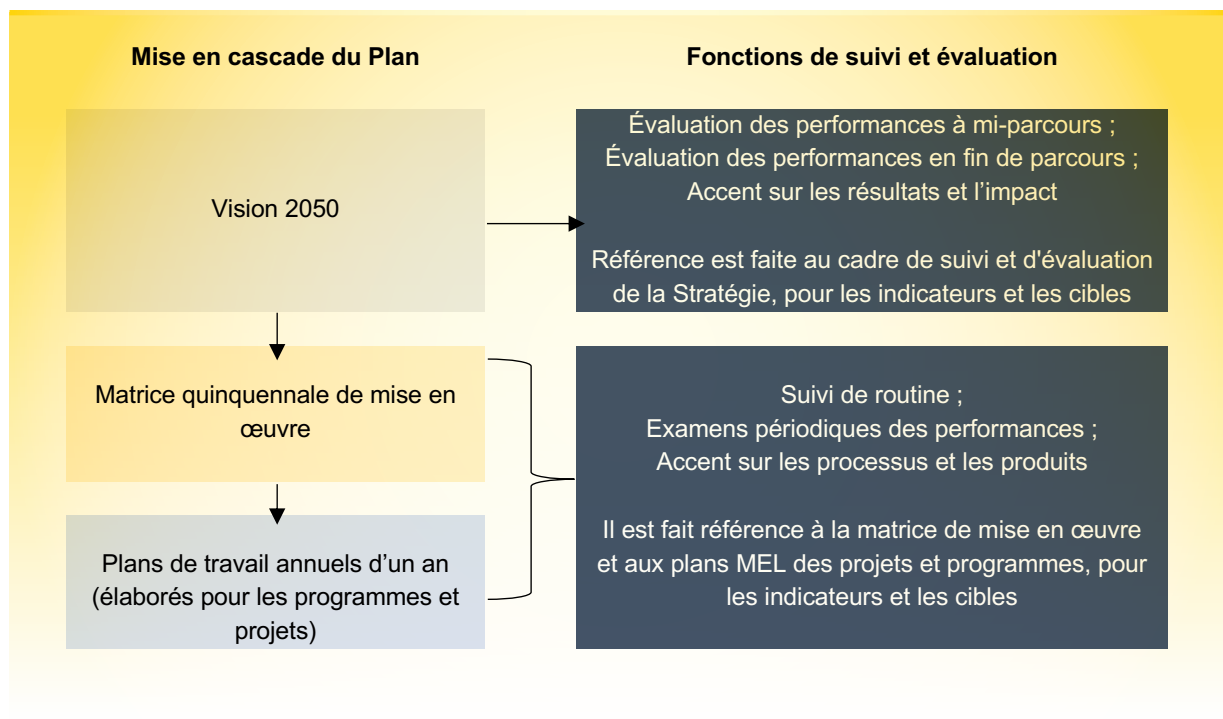 Mise en cascade du Plan
Fonctions de suivi et évaluation
Vision 2050
Évaluation des performances à mi-parcours ;
Évaluation des performances en fin de parcours ;
Accent sur les résultats et l’impact
Référence est faite au cadre de suivi et d'évaluation
de la Stratégie, pour les indicateurs et les cibles
Matrice quinquennale de mise en
œuvre
Plans de travail annuels d’un an
(élaborés pour les programmes et
projets)
Suivi de routine ;
Examens périodiques des performances ;
Accent sur les processus et les produits
Il est fait référence à la matrice de mise en œuvre
et aux plans MEL des projets et programmes, pour
les indicateurs et les cibles